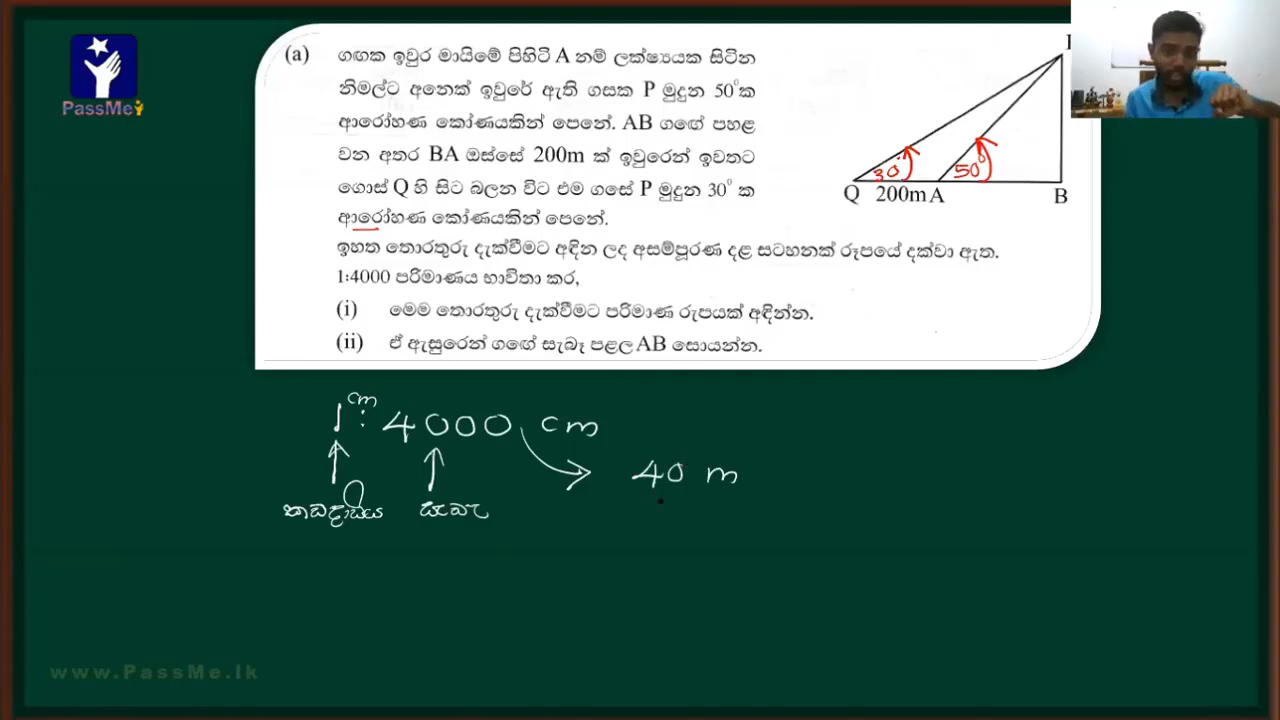 PassMe
(a) ගඟක ඉවුර මායිමේ පිහිටි A නම් ලක්ෂ්‍යයක සිටින
නිමල්ට අනෙක් ඉවුරේ ඇති ගසක P මුදුන 50°ක
ආරෝහණ කෝණයකින් පෙනේ. AB ගඟේ පහළ
වන අතර BA ඔස්සේ 200m ක් ඉවුරෙන් ඉවතට
ගොස් Q හි සිට බලන විට එම ගසේ P මුදුන 30° ක
ආරෝහණ කෝණයකින් පෙනේ.
ඉහත තොරතුරු දැක්වීමට අඳින ලද අසම්පූරණ දළ සටහනක් රූපයේ දක්වා ඇත.
1:4000 පරිමාණය භාවිතා කර,
(i) මෙම තොරතුරු දැක්වීමට පරිමාණ රුපයක් අඳින්න.
(ii) ඒ ඇසුරෙන් ගඟේ සැබෑ පළල AB සොයන්න.
30° 50°
Q 200m A B
1 cm : 4000 cm
40 m
කඩදාසිය සැබෑ
www.PassMe.lk